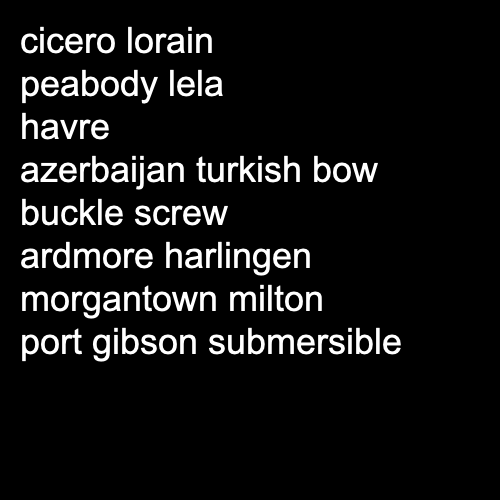 cicero lorain
peabody lela
havre
azerbaijan turkish bow
buckle screw
ardmore harlingen
morgantown milton
port gibson submersible